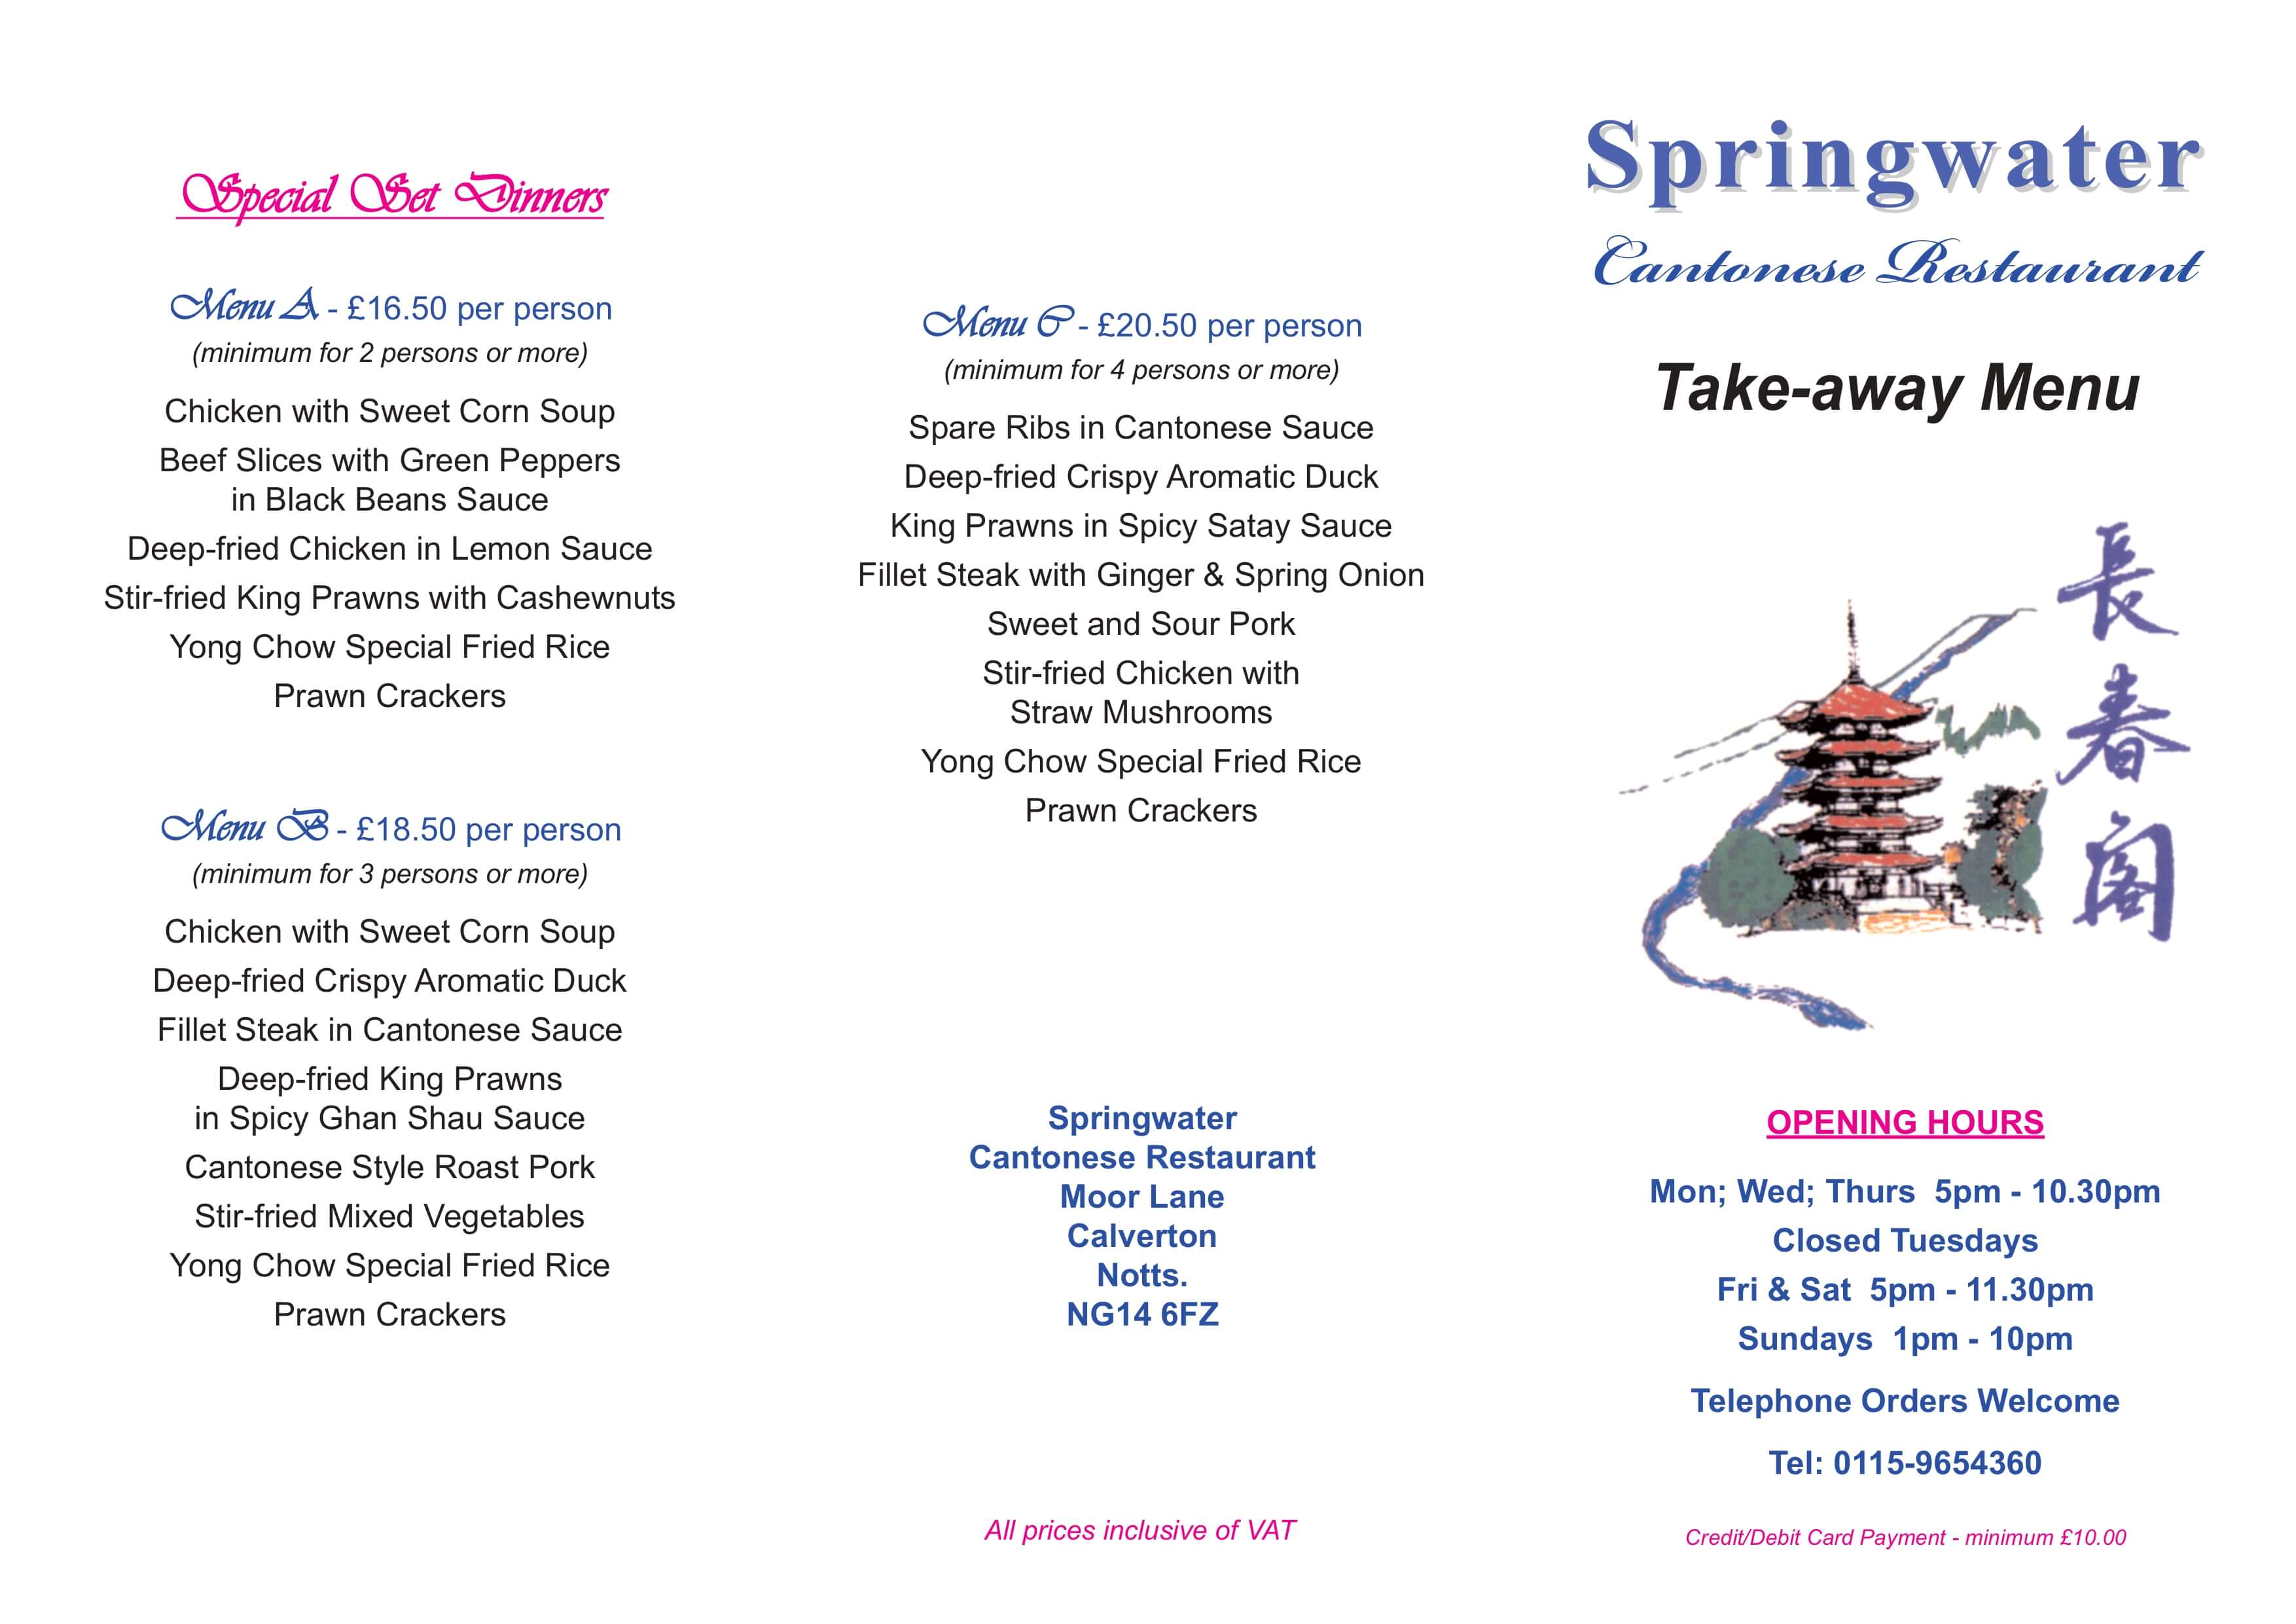 Special Set Dinners
Menu A - £16.50 per person
(minimum for 2 persons or more)
Chicken with Sweet Corn Soup
Beef Slices with Green Peppers
in Black Beans Sauce
Deep-fried Chicken in Lemon Sauce
Stir-fried King Prawns with Cashewnuts
Yong Chow Special Fried Rice
Prawn Crackers
Menu B - £18.50 per person
(minimum for 3 persons or more)
Chicken with Sweet Corn Soup
Deep-fried Crispy Aromatic Duck
Fillet Steak in Cantonese Sauce
Deep-fried King Prawns
in Spicy Ghan Shau Sauce
Cantonese Style Roast Pork
Stir-fried Mixed Vegetables
Yong Chow Special Fried Rice
Prawn Crackers
Menu C - £20.50 per person
(minimum for 4 persons or more)
Spare Ribs in Cantonese Sauce
Deep-fried Crispy Aromatic Duck
King Prawns in Spicy Satay Sauce
Fillet Steak with Ginger & Spring Onion
Sweet and Sour Pork
Stir-fried Chicken with
Straw Mushrooms
Yong Chow Special Fried Rice
Prawn Crackers
Springwater
Cantonese Restaurant
Moor Lane
Calverton
Notts.
NG14 6FZ
All prices inclusive of VAT
Springwater
Cantonese Restaurant
Take-away Menu
長春閣
OPENING HOURS
Mon; Wed; Thurs 5pm - 10.30pm
Closed Tuesdays
Fri & Sat 5pm - 11.30pm
Sundays 1pm - 10pm
Telephone Orders Welcome
Tel: 0115-9654360
Credit/Debit Card Payment - minimum £10.00